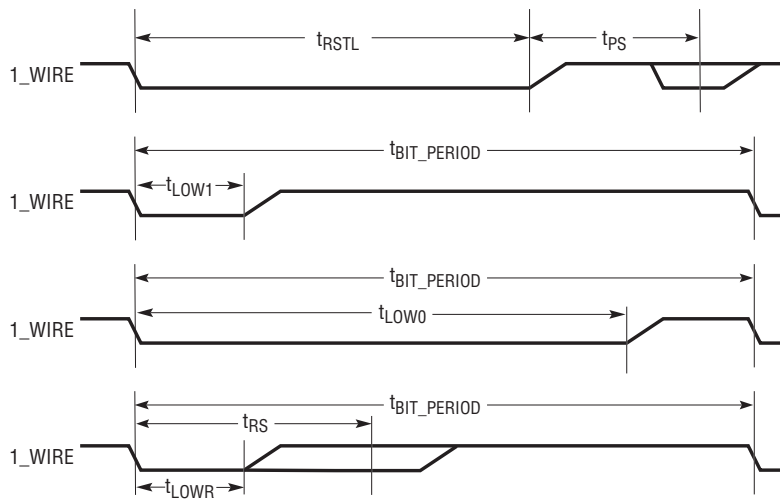 tRSTL
tPS
1_WIRE
tBIT_PERIOD
tLOW1
1_WIRE
tBIT_PERIOD
tLOW0
1_WIRE
tBIT_PERIOD
tRS
1_WIRE
tLOWR